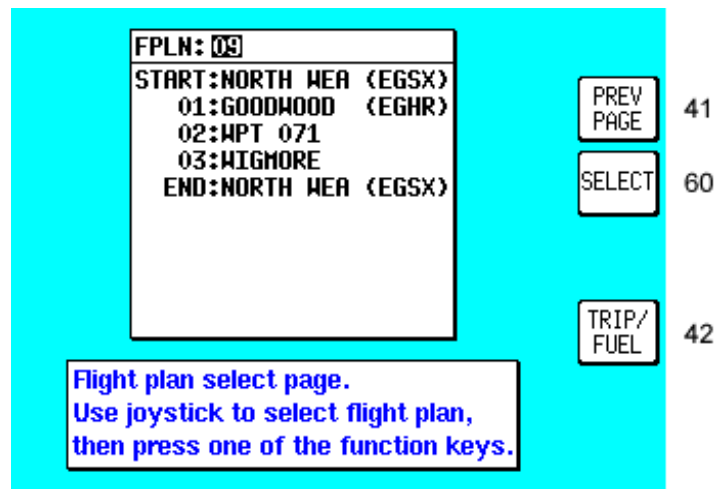 FPLN: 09
START:NORTH WEA (EGSX)
01:GOODWOOD (EGHR)
02:WPT 071
03:WIGMORE
END:NORTH WEA (EGSX)
PREV
PAGE
41
SELECT
60
TRIP/
FUEL
42
Flight plan select page.
Use joystick to select flight plan,
then press one of the function keys.